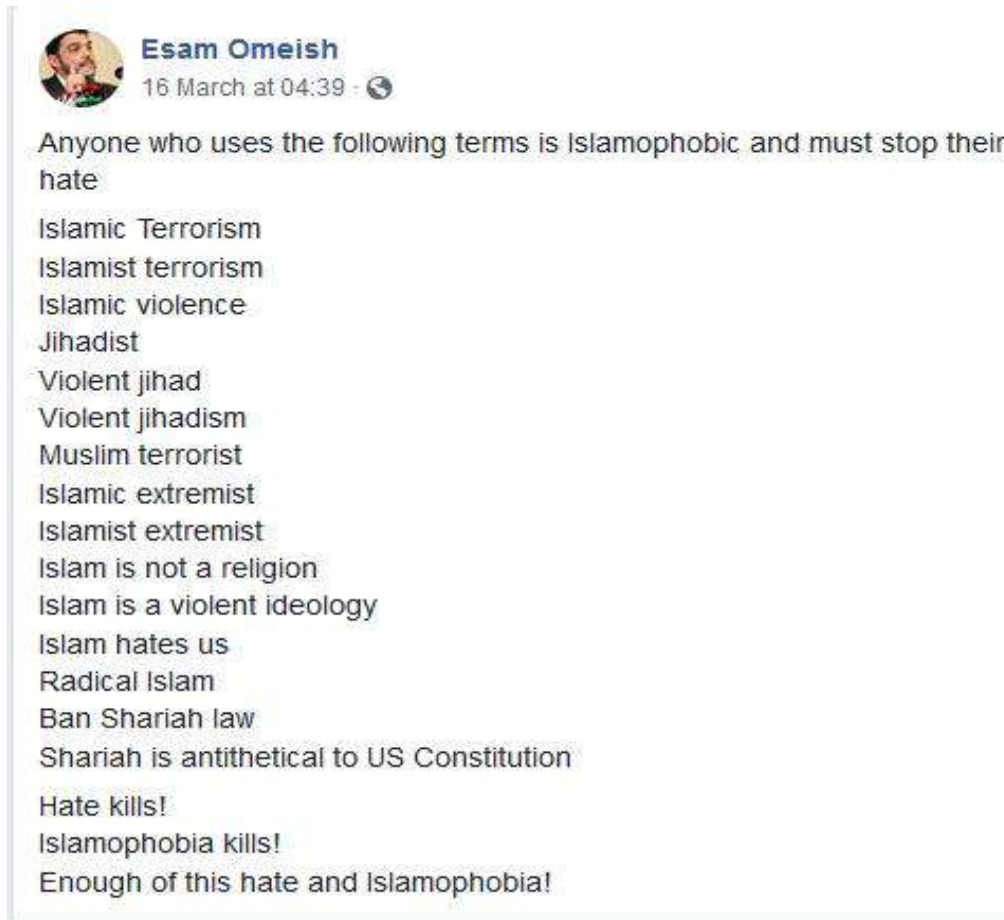 Esam Omeish
16 March at 04:39 ·
Anyone who uses the following terms is Islamophobic and must stop their
hate
Islamic Terrorism
Islamist terrorism
Islamic violence
Jihadist
Violent jihad
Violent jihadism
Muslim terrorist
Islamic extremist
Islamist extremist
Islam is not a religion
Islam is a violent ideology
Islam hates us
Radical Islam
Ban Shariah law
Shariah is antithetical to US Constitution
Hate kills!
Islamophobia kills!
Enough of this hate and Islamophobia!